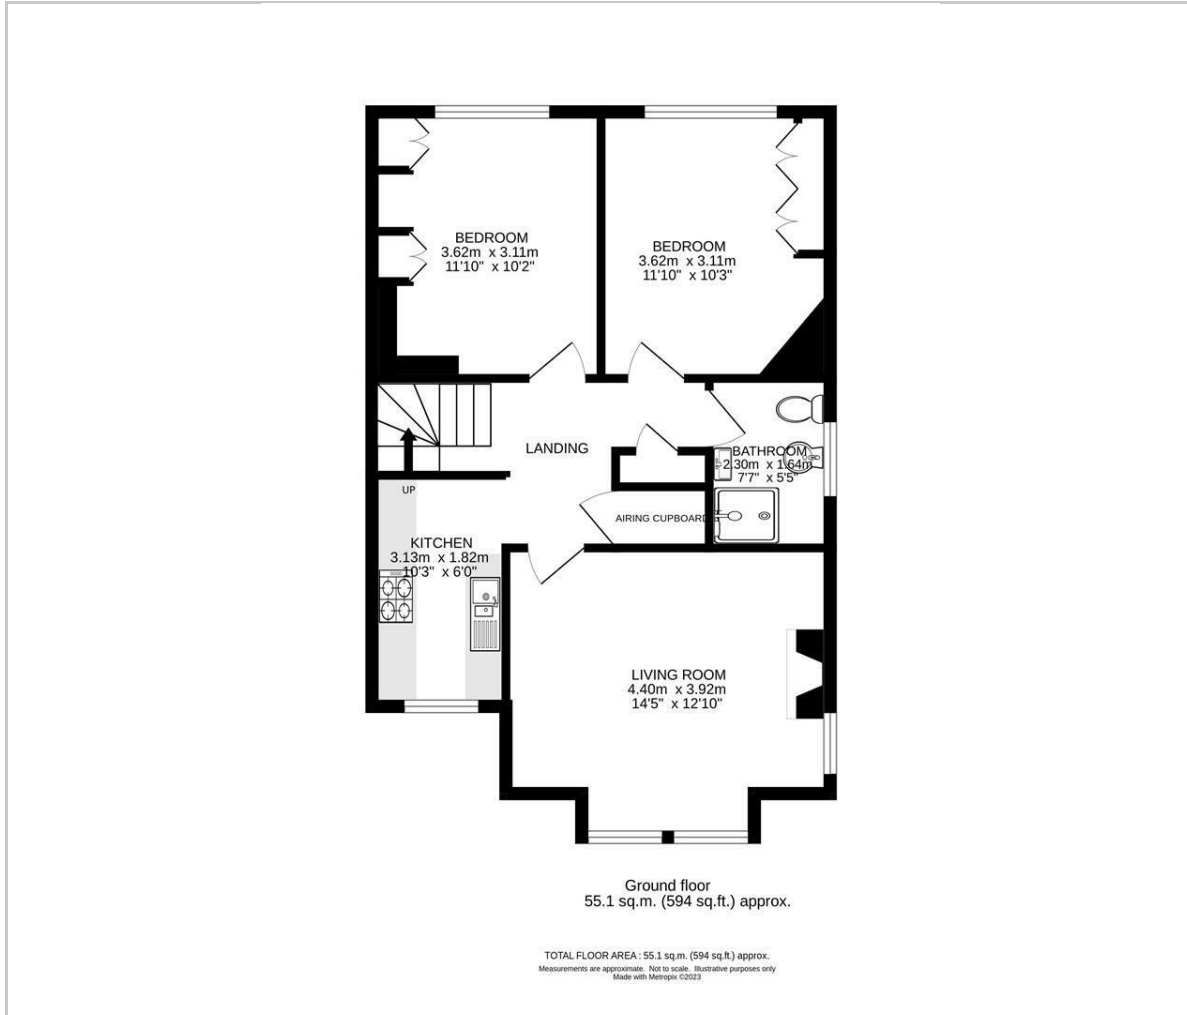 BEDROOM
3.62m x 3.11m
11'10" x 10'2"
BEDROOM
3.62m x 3.11m
11'10" x 10'3"
LANDING
BATHROOM
2.30m x 1.64m
7'7" x 5'5"
UP
AIRING CUPBOARD
KITCHEN
3.13m x 1.82m
10'3" x 6'0"
LIVING ROOM
4.40m x 3.92m
14'5" x 12'10"
Ground floor
55.1 sq.m. (594 sq.ft.) approx.
TOTAL FLOOR AREA : 55.1 sq.m. (594 sq.ft.) approx.
Measurements are approximate. Not to scale. Illustrative purposes only
Made with Metropix ©2023